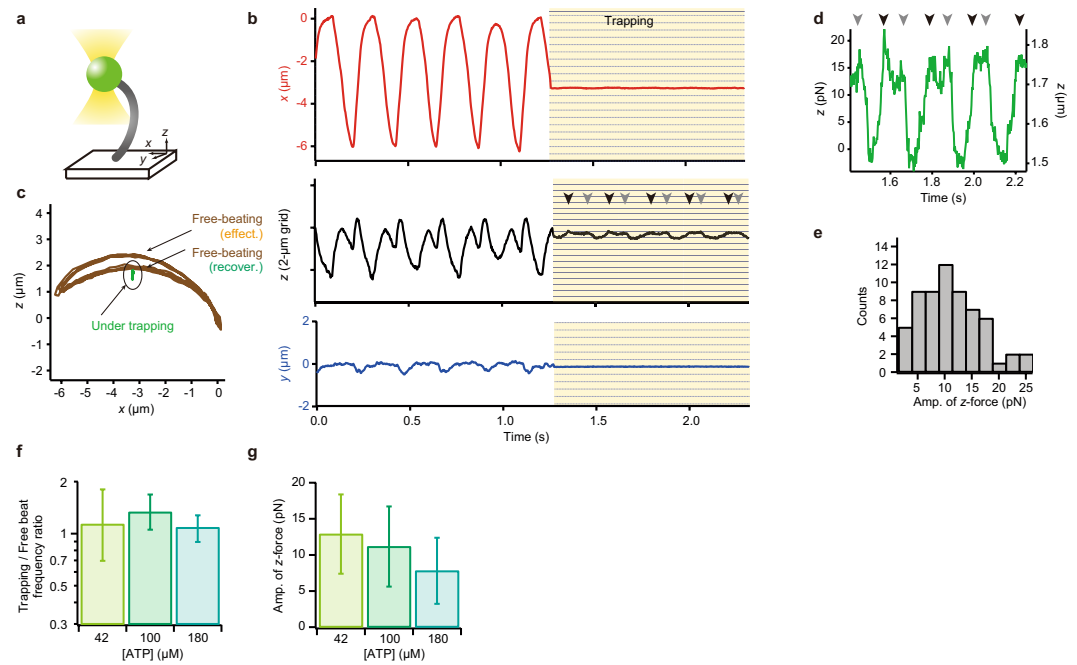 a
z
x
y
b
0
-2
-4
-6
x (µm)
Trapping
z (2-µm grid)
2
0
-2
y (µm)
0.0
0.5
1.0
1.5
2.0
Time (s)
c
4
3
2
1
0
-1
-2
z (µm)
Free-beating
(effect.)
Free-beating
(recover.)
Under trapping
-6
-5
-4
-3
-2
-1
0
x (µm)
d
20
15
10
5
0
z (pN)
1.8
1.7
1.6
1.5
z (µm)
1.6
1.8
2.0
2.2
Time (s)
e
14
12
10
8
6
4
2
0
Counts
5
10
15
20
25
Amp. of z-force (pN)
f
2
1
0.7
0.5
0.3
Trapping / Free beat
frequency ratio
42
100
180
[ATP] (µM)
g
20
15
10
5
0
Amp. of z-force (pN)
42
100
180
[ATP] (µM)